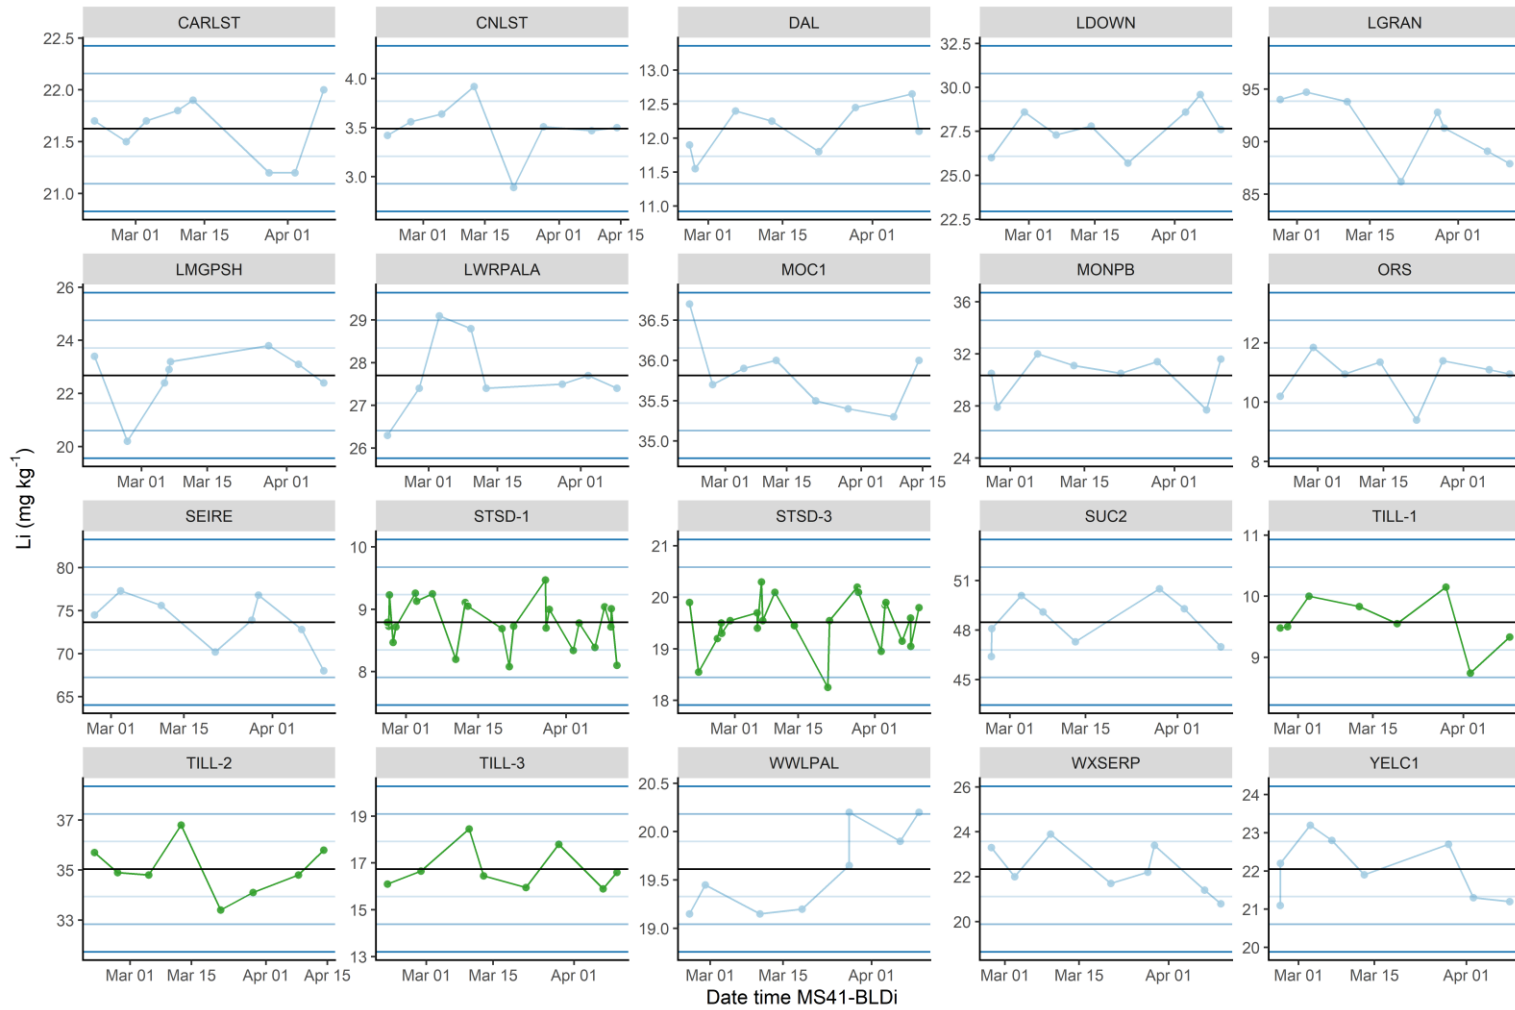 CARLST CNLST DAL LDOWN LGRAN
22.5 22.0 21.5 21.0
4.0 3.5 3.0
13.0 12.5 12.0 11.5 11.0
32.5 30.0 27.5 25.0 22.5
95 90 85
Mar 01 Mar 15 Apr 01
Mar 01 Mar 15 Apr 01 Apr 15
Mar 01 Mar 15 Apr 01
Mar 01 Mar 15 Apr 01
Mar 01 Mar 15 Apr 01
LMGPSH LWRPALA MOC1 MONPB ORS
26 24 22 20
29 28 27 26
36.5 36.0 35.5 35.0
36 32 28 24
12 10 8
Mar 01 Mar 15 Apr 01
Mar 01 Mar 15 Apr 01
Mar 01 Mar 15 Apr 01 Apr 15
Mar 01 Mar 15 Apr 01
Mar 01 Mar 15 Apr 01
Li (mg kg⁻¹)
SEIRE STSD-1 STSD-3 SUC2 TILL-1
80 75 70 65
10 9 8
21 20 19 18
51 48 45
11 10 9
Mar 01 Mar 15 Apr 01
Mar 01 Mar 15 Apr 01
Mar 01 Mar 15 Apr 01
Mar 01 Mar 15 Apr 01
Mar 01 Mar 15 Apr 01
TILL-2 TILL-3 WWLPAL WXSERP YELC1
37 35 33
19 17 15 13
20.5 20.0 19.5 19.0
26 24 22 20
24 23 22 21 20
Mar 01 Mar 15 Apr 01 Apr 15
Mar 01 Mar 15 Apr 01
Mar 01 Mar 15 Apr 01
Mar 01 Mar 15 Apr 01
Mar 01 Mar 15 Apr 01
Date time MS41-BLDi